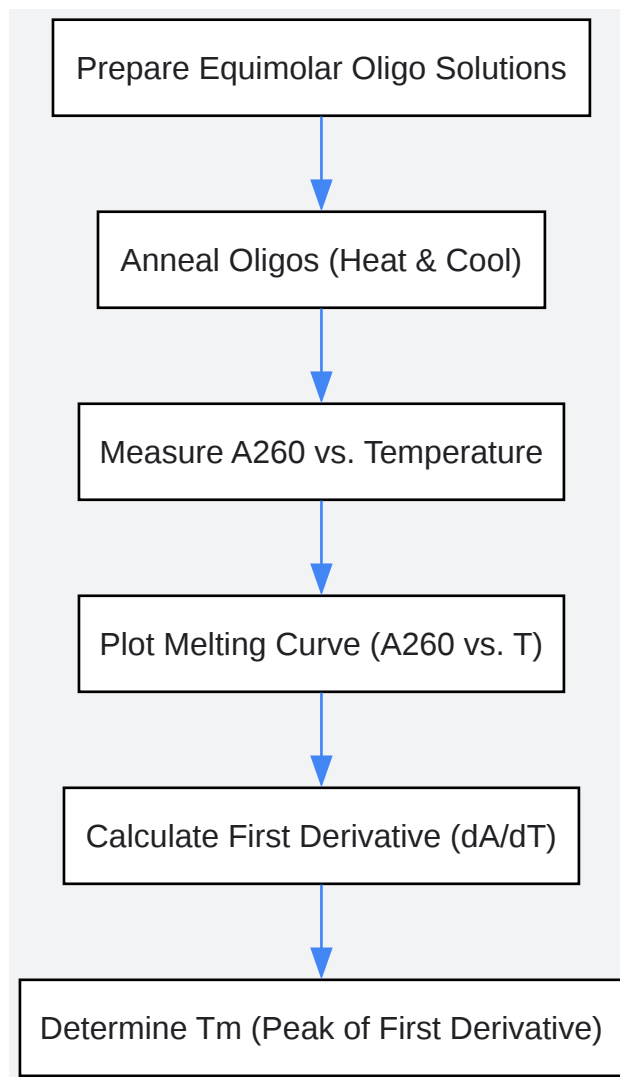 Prepare Equimolar Oligo Solutions
Anneal Oligos (Heat & Cool)
Measure A260 vs. Temperature
Plot Melting Curve (A260 vs. T)
Calculate First Derivative (dA/dT)
Determine Tm (Peak of First Derivative)